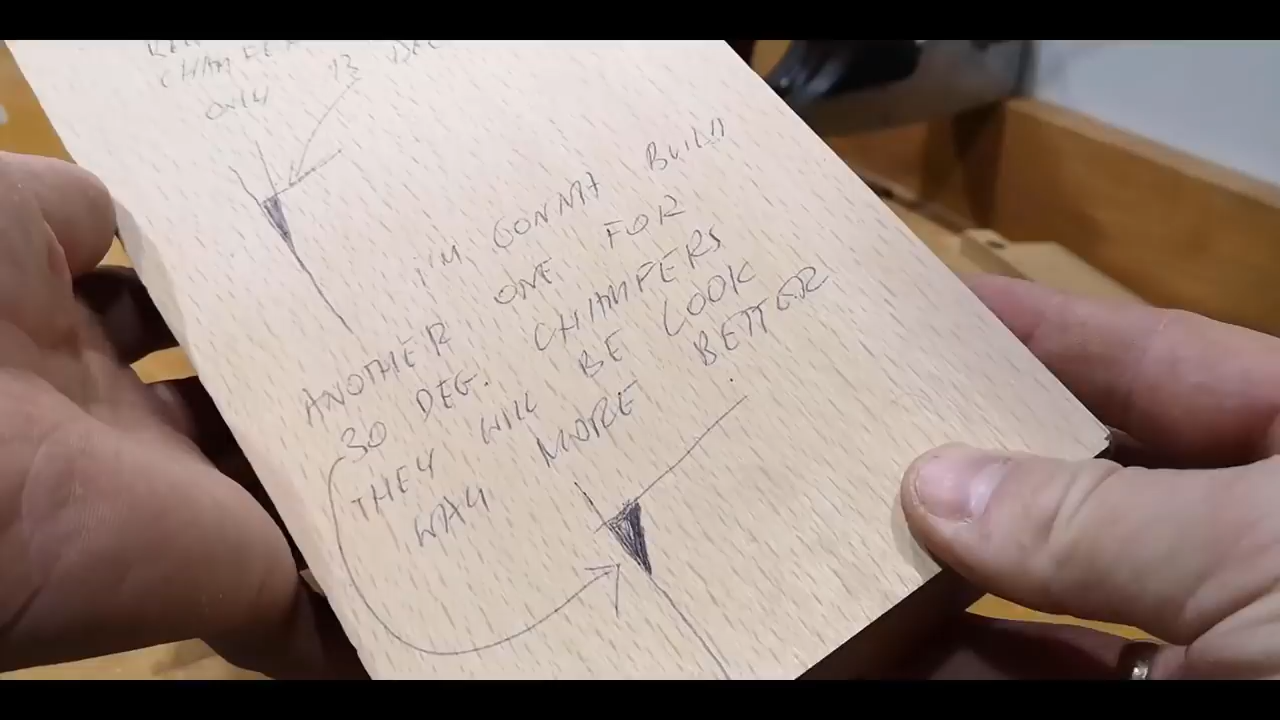 CHAMFER
ONLY
I'M GONNA BUILD
ANOTHER ONE FOR
30 DEG. CHAMFERS
THEY WILL BE LOOK
WAY MORE BETTER